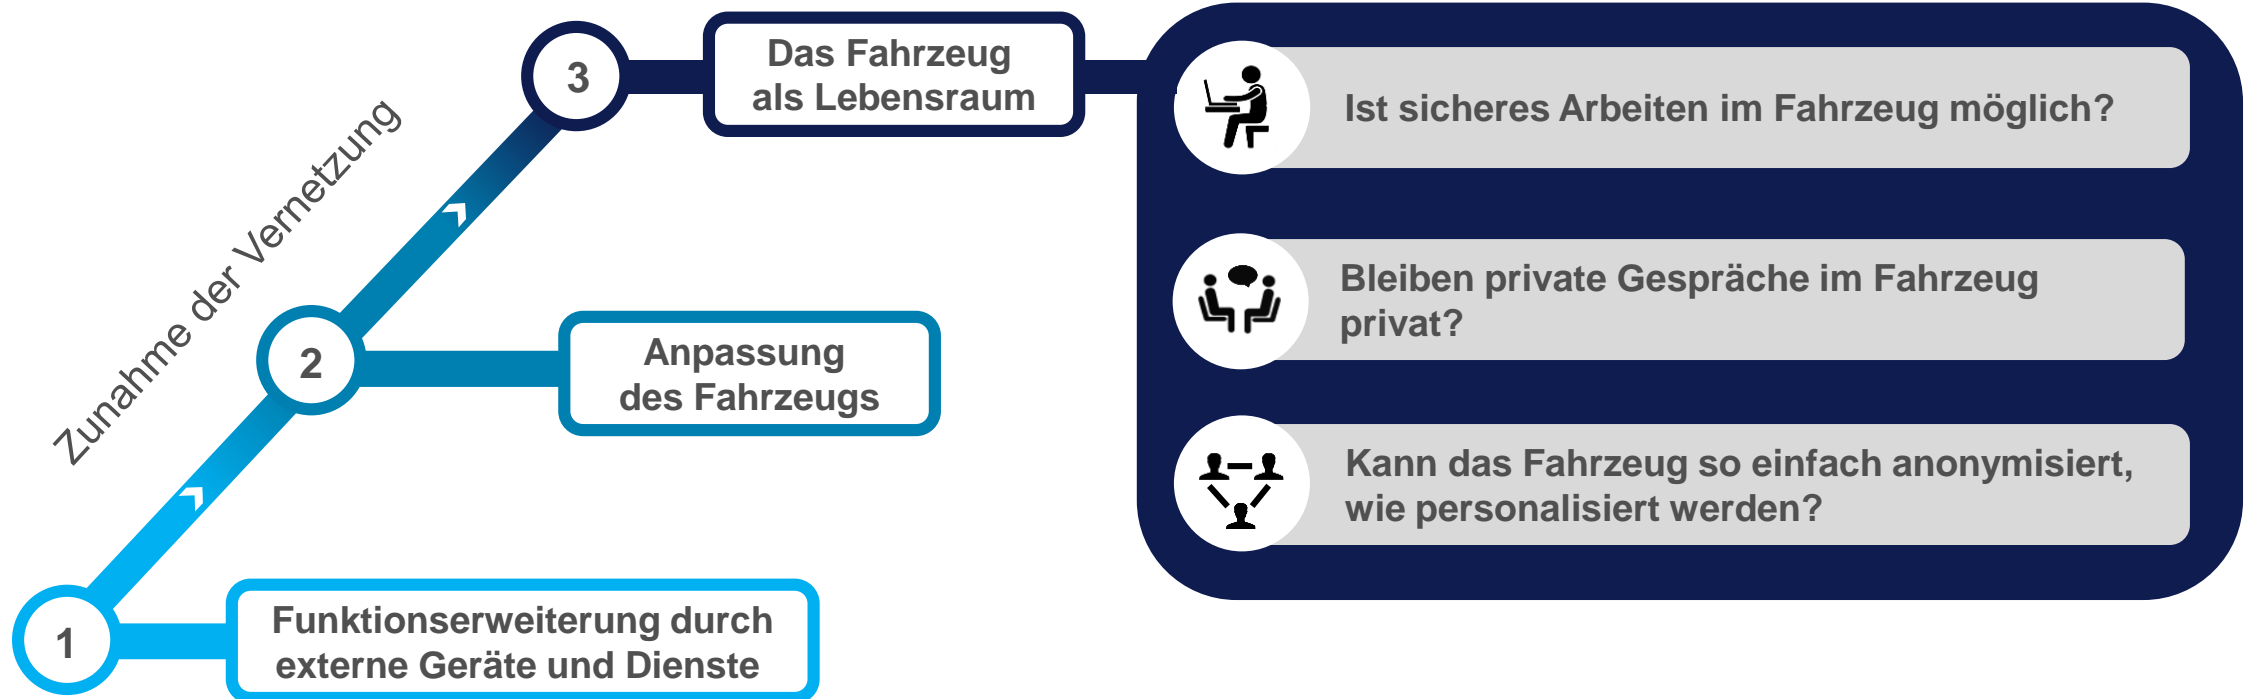 3
Das Fahrzeug
als Lebensraum
Ist sicheres Arbeiten im Fahrzeug möglich?
Bleiben private Gespräche im Fahrzeug
privat?
Kann das Fahrzeug so einfach anonymisiert,
wie personalisiert werden?
Zunahme der Vernetzung
2
Anpassung
des Fahrzeugs
1
Funktionserweiterung durch
externe Geräte und Dienste